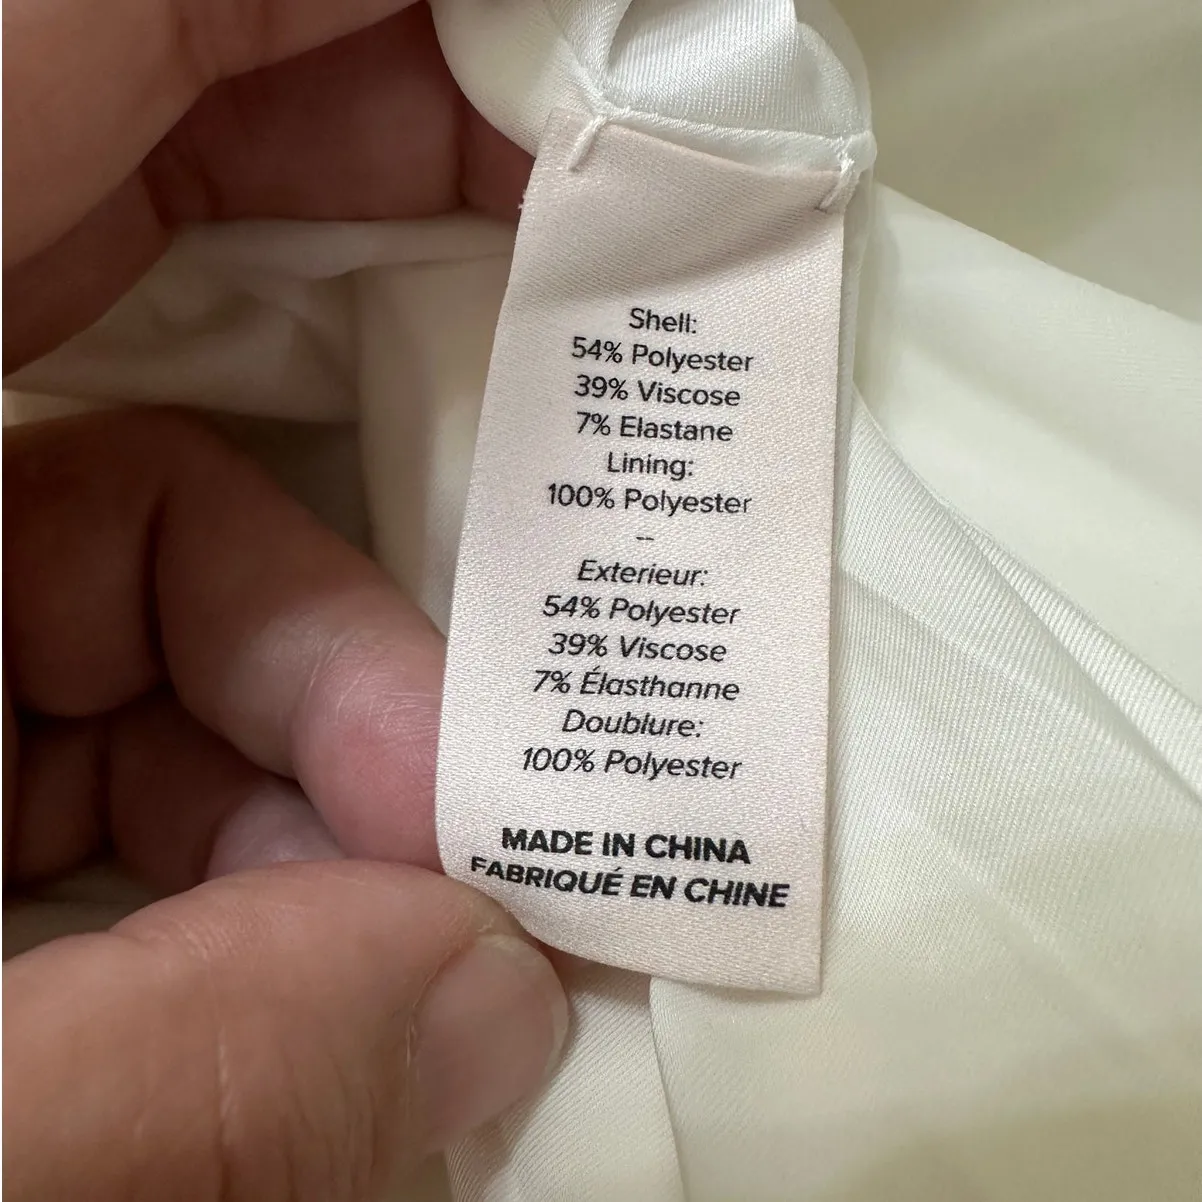 Shell:
54% Polyester
39% Viscose
7% Elastane
Lining:
100% Polyester
--
Exterieur:
54% Polyester
39% Viscose
7% Élasthanne
Doublure:
100% Polyester
MADE IN CHINA
FABRIQUÉ EN CHINE